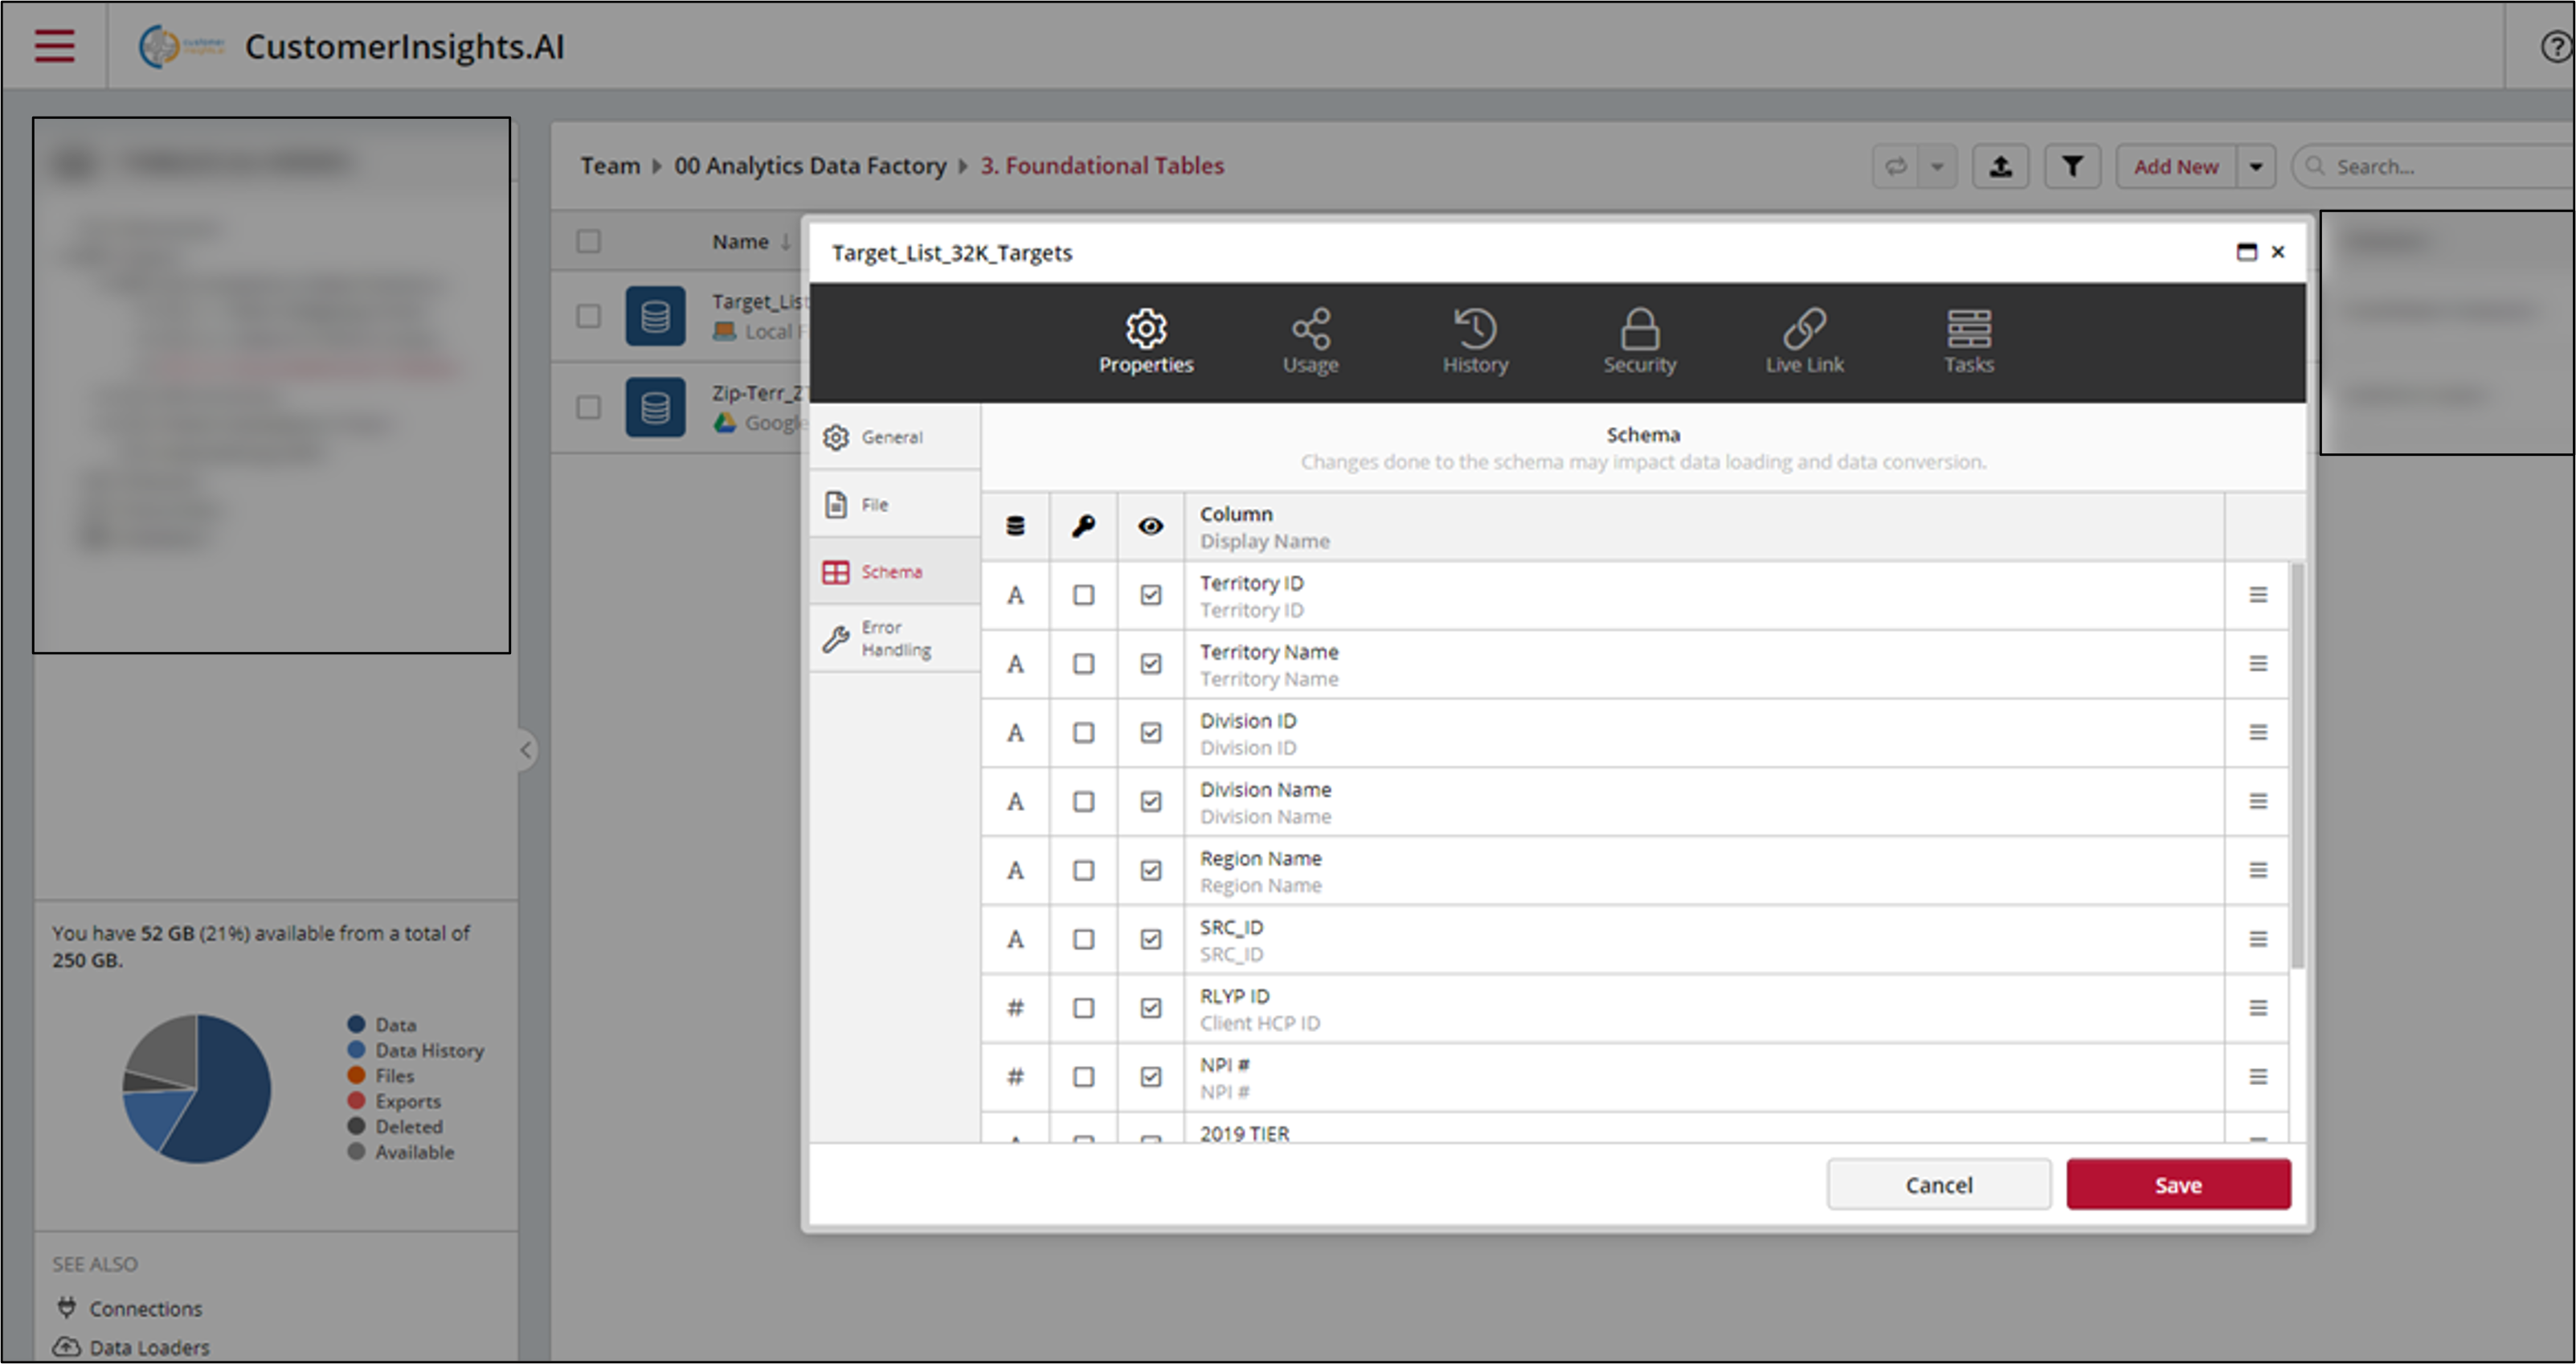 CustomerInsights.AI
Team 00 Analytics Data Factory 3. Foundational Tables
Add New
Search...
Name
Target_List
Local F
Zip-Terr_Z
Google
You have 52 GB (21%) available from a total of
250 GB.
Data
Data History
Files
Exports
Deleted
Available
SEE ALSO
Connections
Data Loaders
Target_List_32K_Targets
Properties
Usage
History
Security
Live Link
Tasks
General
File
Schema
Error
Handling
Schema
Changes done to the schema may impact data loading and data conversion.
Column
Display Name
A Territory ID
Territory ID
A Territory Name
Territory Name
A Division ID
Division ID
A Division Name
Division Name
A Region Name
Region Name
A SRC_ID
SRC_ID
# RLYP ID
Client HCP ID
# NPI #
NPI #
2019 TIER
Cancel
Save